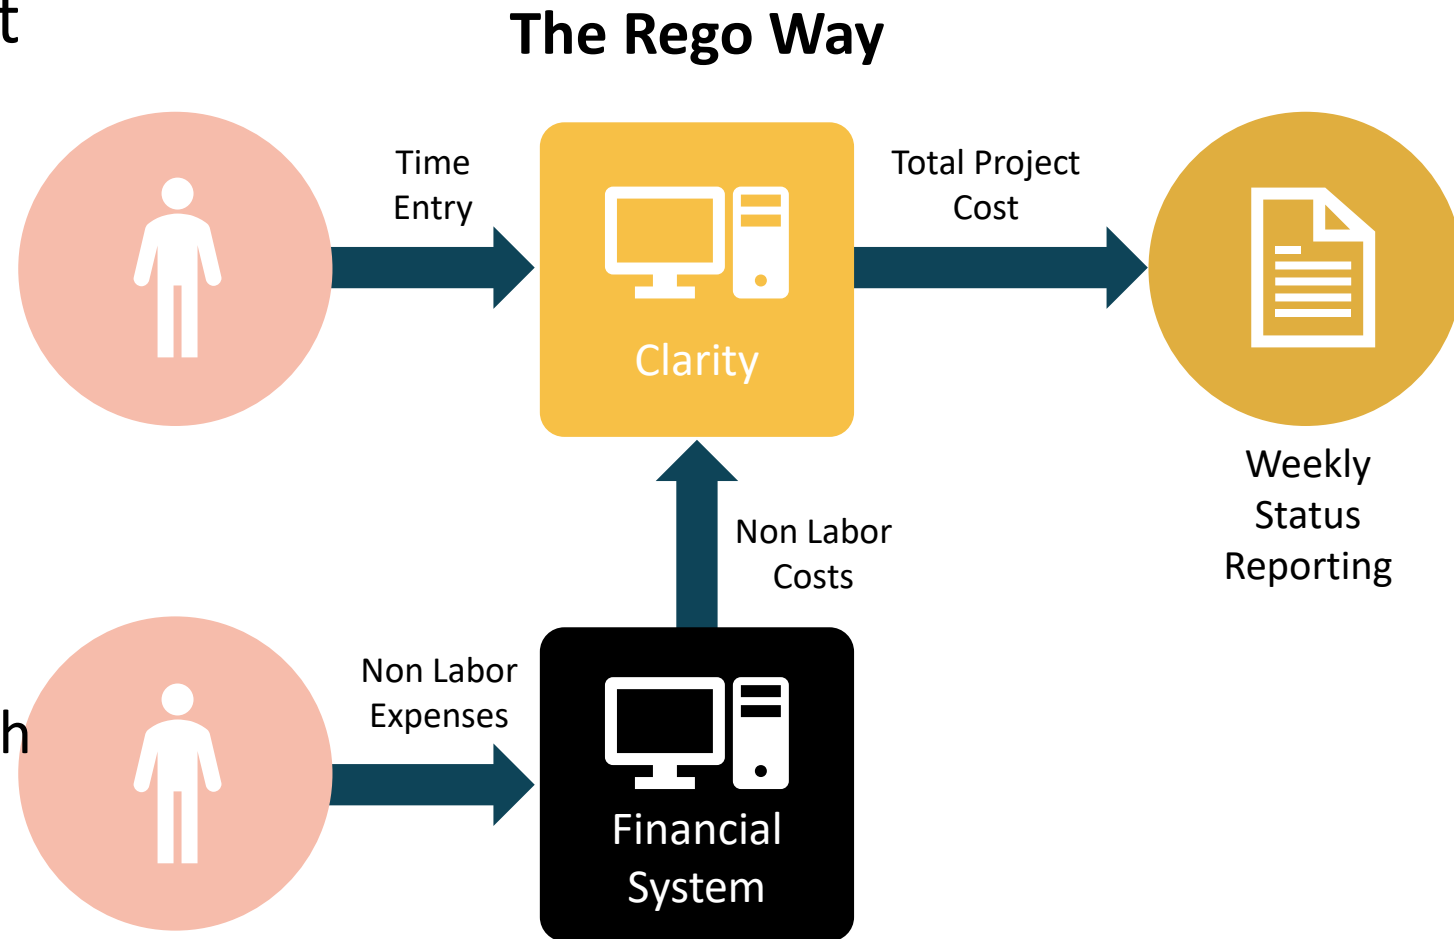 t
The Rego Way
Time
Entry
Total Project
Cost
Clarity
Weekly
Status
Reporting
Non Labor
Costs
Non Labor
Expenses
h
Financial
System